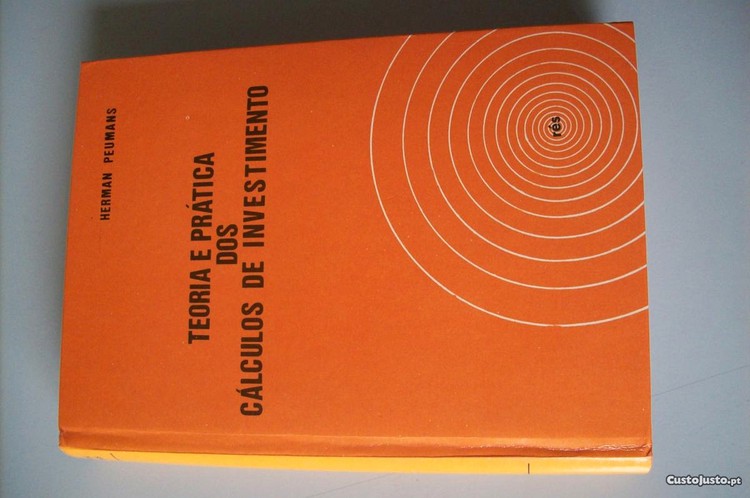 HERMAN PEUMANS
TEORIA E PRÁTICA
DOS
CÁLCULOS DE INVESTIMENTO
rés
CustoJusto.pt